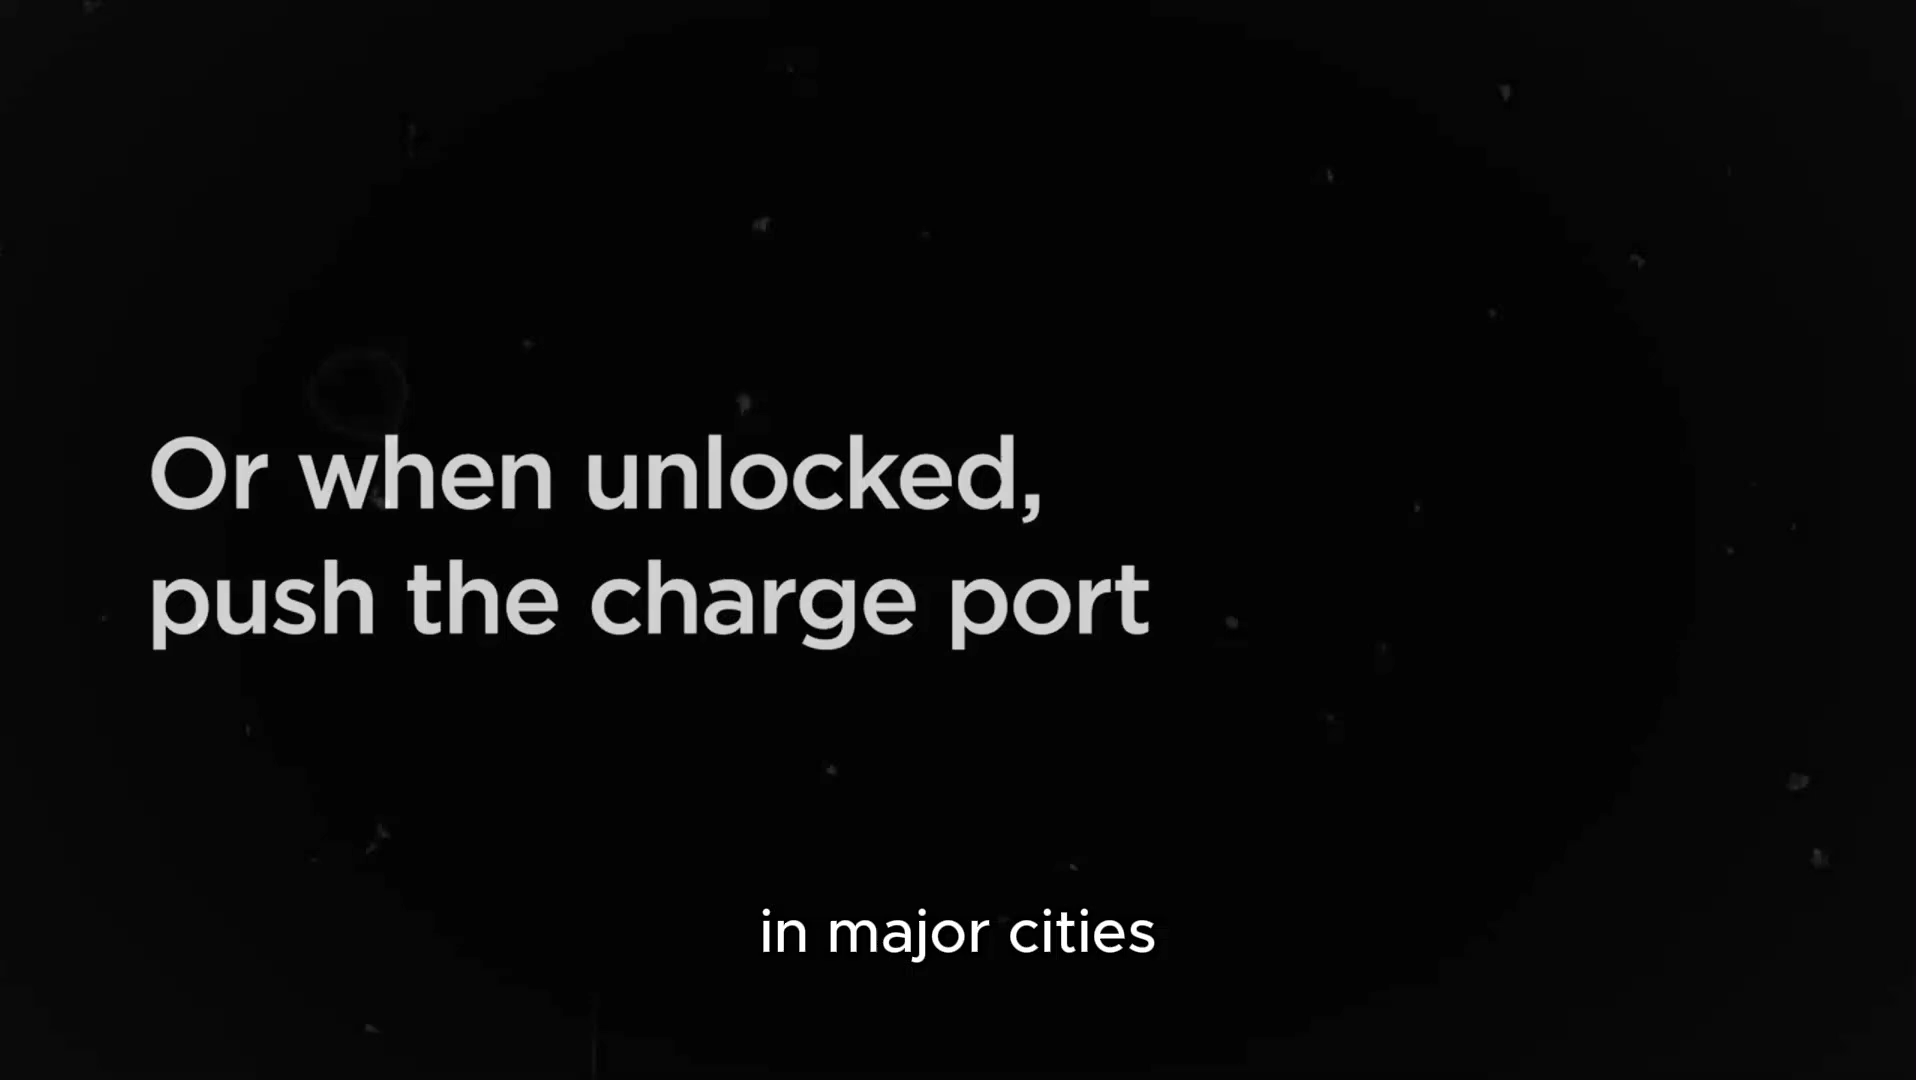 Or when unlocked,
push the charge port
in major cities